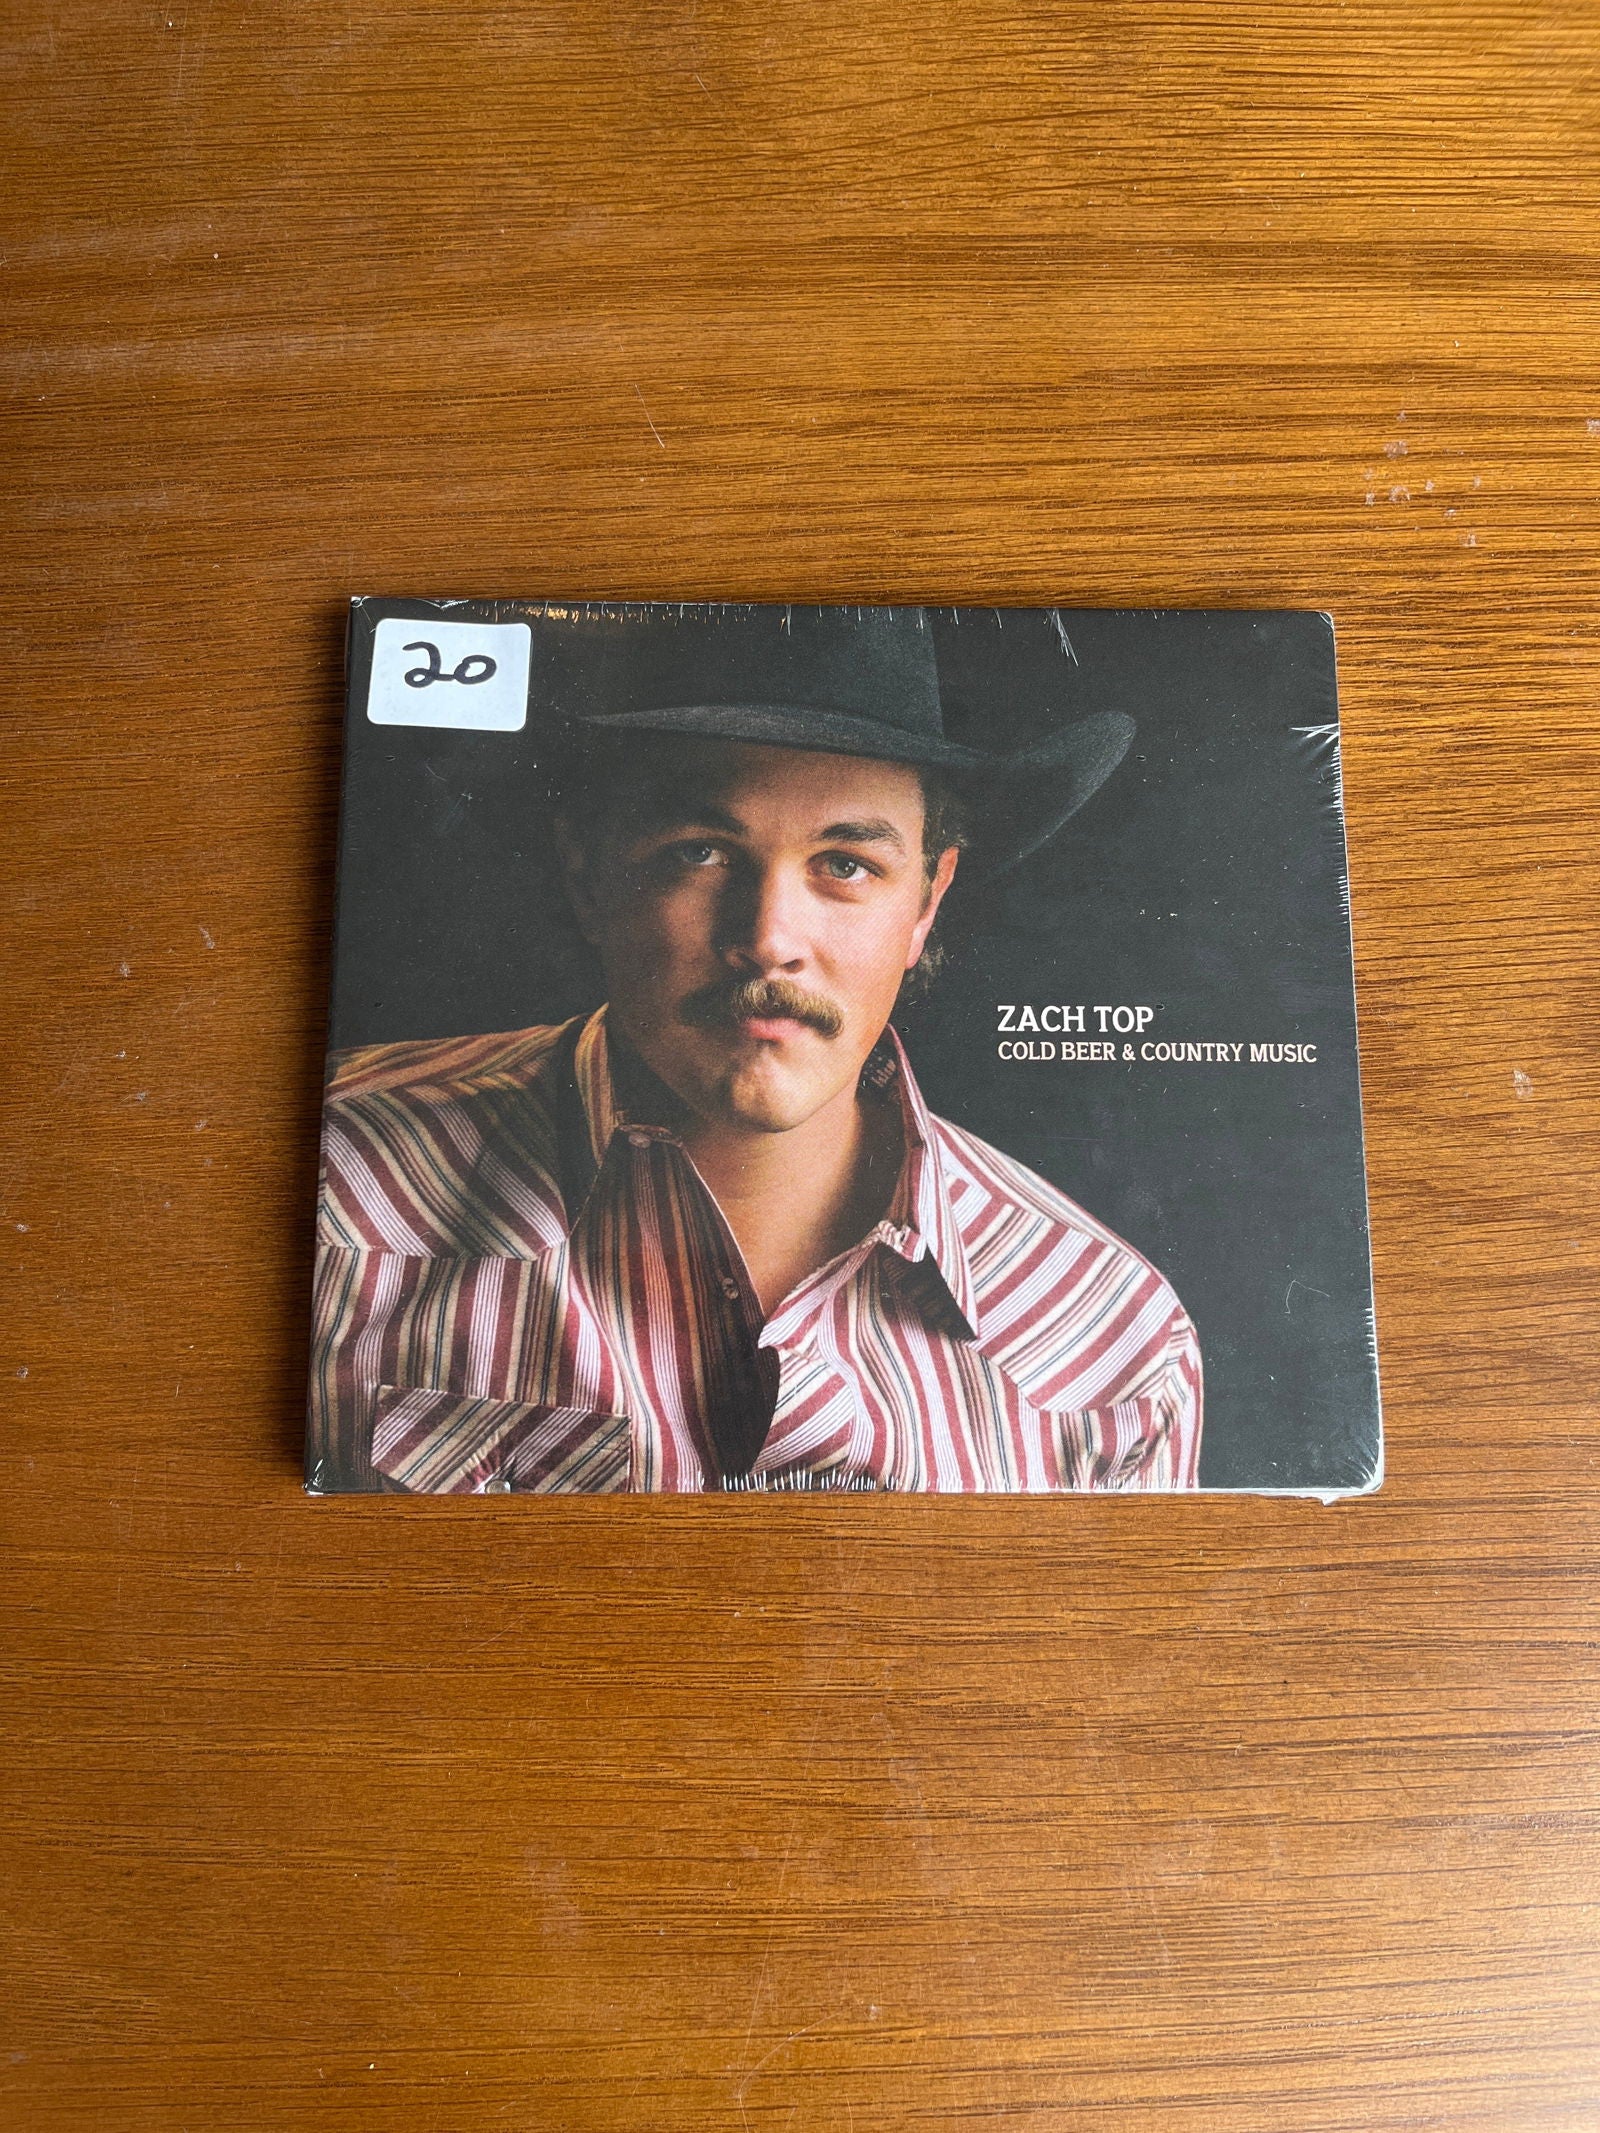 20
ZACH TOP
COLD BEER & COUNTRY MUSIC